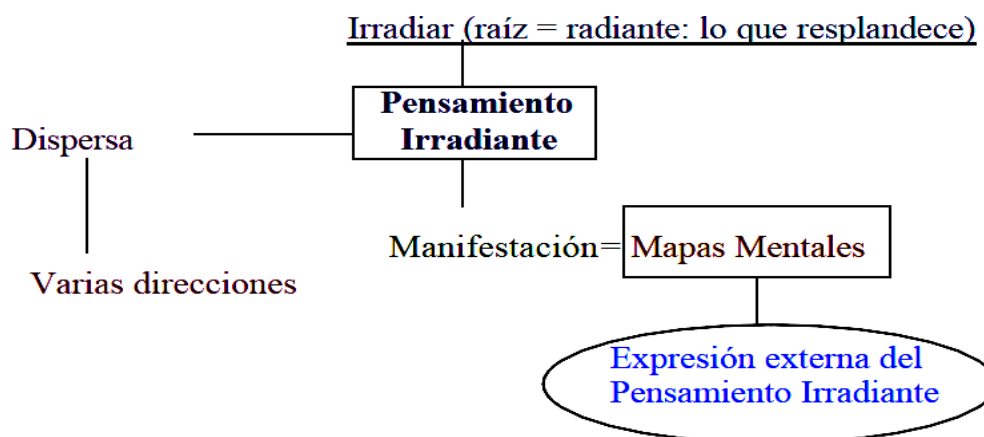 Irradiar (raíz = radiante: lo que resplandece)
Pensamiento
Irradiante
Dispersa
Manifestación= Mapas Mentales
Varias direcciones
Expresión externa del
Pensamiento Irradiante